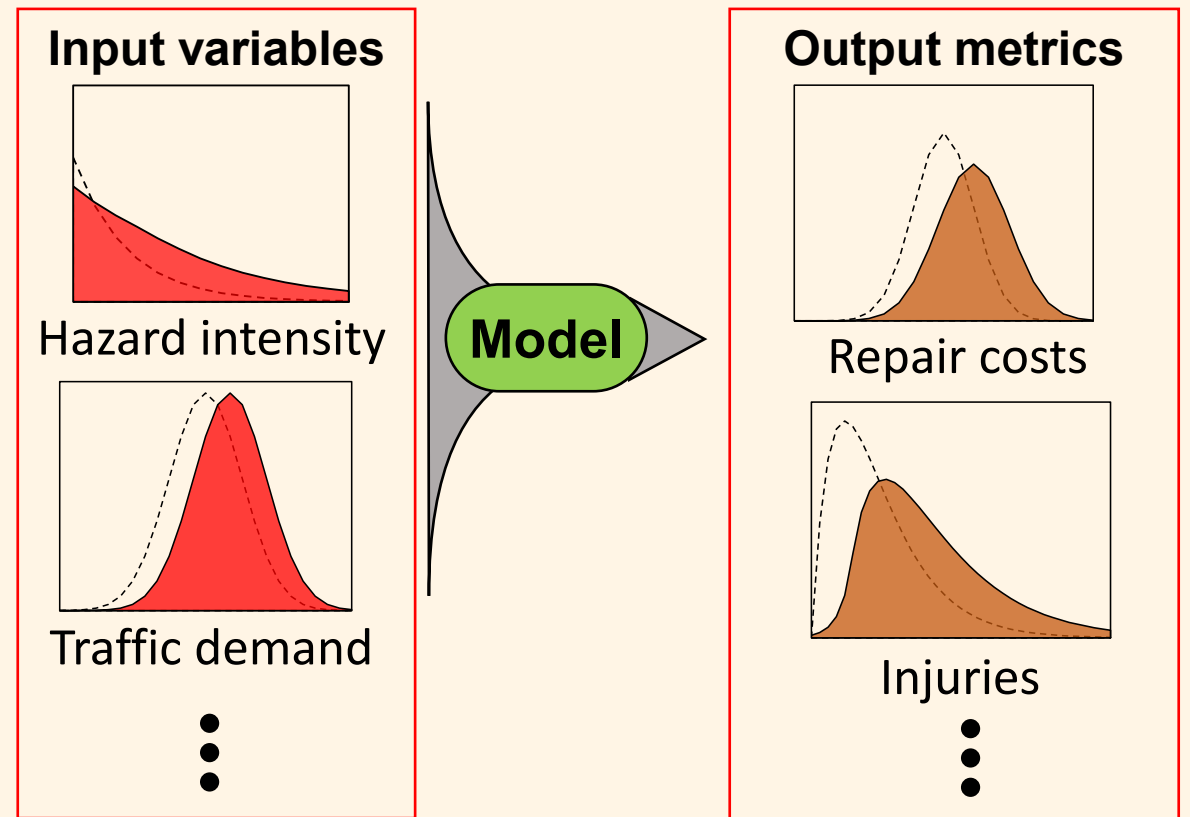 Input variables
Hazard intensity
Traffic demand
Model
Output metrics
Repair costs
Injuries